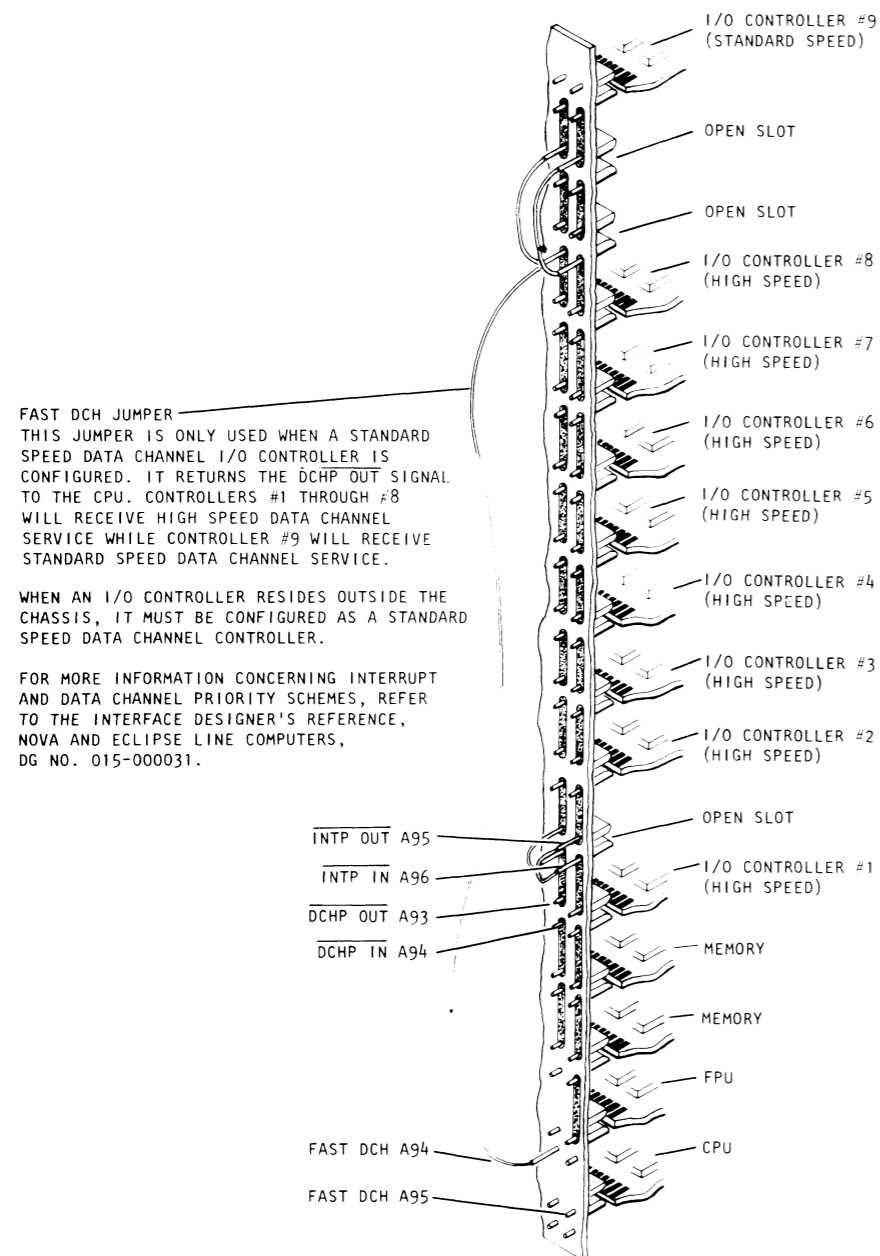 I/O CONTROLLER #9
(STANDARD SPEED)
OPEN SLOT
OPEN SLOT
I/O CONTROLLER #8
(HIGH SPEED)
I/O CONTROLLER #7
(HIGH SPEED)
I/O CONTROLLER #6
(HIGH SPEED)
I/O CONTROLLER #5
(HIGH SPEED)
I/O CONTROLLER #4
(HIGH SPEED)
I/O CONTROLLER #3
(HIGH SPEED)
I/O CONTROLLER #2
(HIGH SPEED)
OPEN SLOT
I/O CONTROLLER #1
(HIGH SPEED)
MEMORY
MEMORY
FPU
CPU
FAST DCH JUMPER
THIS JUMPER IS ONLY USED WHEN A STANDARD
SPEED DATA CHANNEL I/O CONTROLLER IS
CONFIGURED. IT RETURNS THE DCHP OUT SIGNAL
TO THE CPU. CONTROLLERS #1 THROUGH #8
WILL RECEIVE HIGH SPEED DATA CHANNEL
SERVICE WHILE CONTROLLER #9 WILL RECEIVE
STANDARD SPEED DATA CHANNEL SERVICE.
WHEN AN I/O CONTROLLER RESIDES OUTSIDE THE
CHASSIS, IT MUST BE CONFIGURED AS A STANDARD
SPEED DATA CHANNEL CONTROLLER.
FOR MORE INFORMATION CONCERNING INTERRUPT
AND DATA CHANNEL PRIORITY SCHEMES, REFER
TO THE INTERFACE DESIGNER'S REFERENCE,
NOVA AND ECLIPSE LINE COMPUTERS,
DG NO. 015-000031.
INTP OUT A95
INTP IN A96
DCHP OUT A93
DCHP IN A94
FAST DCH A94
FAST DCH A95